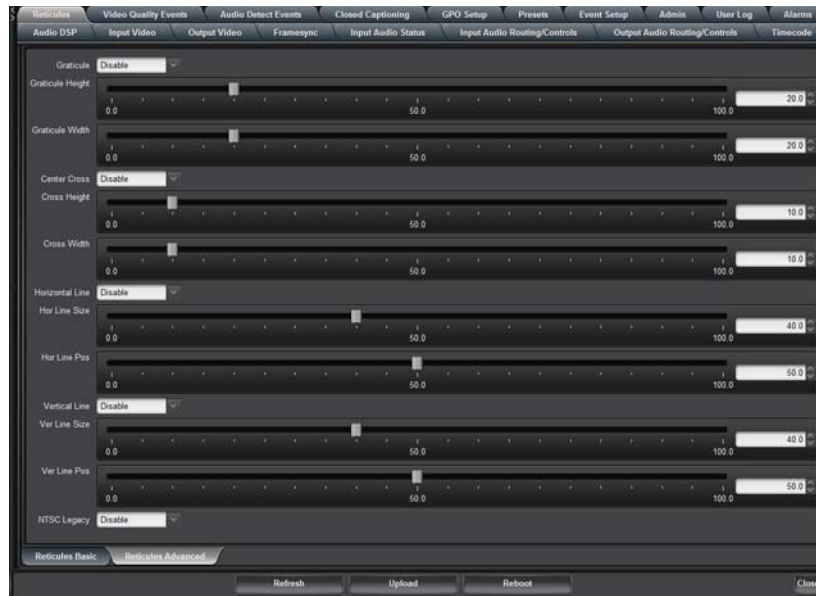 Reticules Video Quality Events Audio Detect Events Closed Captioning GPO Setup Presets Event Setup Admin User Log Alarms
Audio DSP Input Video Output Video Framesync Input Audio Status Input Audio Routing/Controls Output Audio Routing/Controls Timecode
Graticule Disable
Graticule Height
20.0
0.0 50.0 100.0
Graticule Width
20.0
0.0 50.0 100.0
Center Cross Disable
Cross Height
10.0
0.0 50.0 100.0
Cross Width
10.0
0.0 50.0 100.0
Horizontal Line Disable
Hor Line Size
40.0
0.0 50.0 100.0
Hor Line Pos
50.0
0.0 50.0 100.0
Vertical Line Disable
Ver Line Size
40.0
0.0 50.0 100.0
Ver Line Pos
50.0
0.0 50.0 100.0
NTSC Legacy Disable
Reticules Basic Reticules Advanced
Refresh Upload Reboot Clos